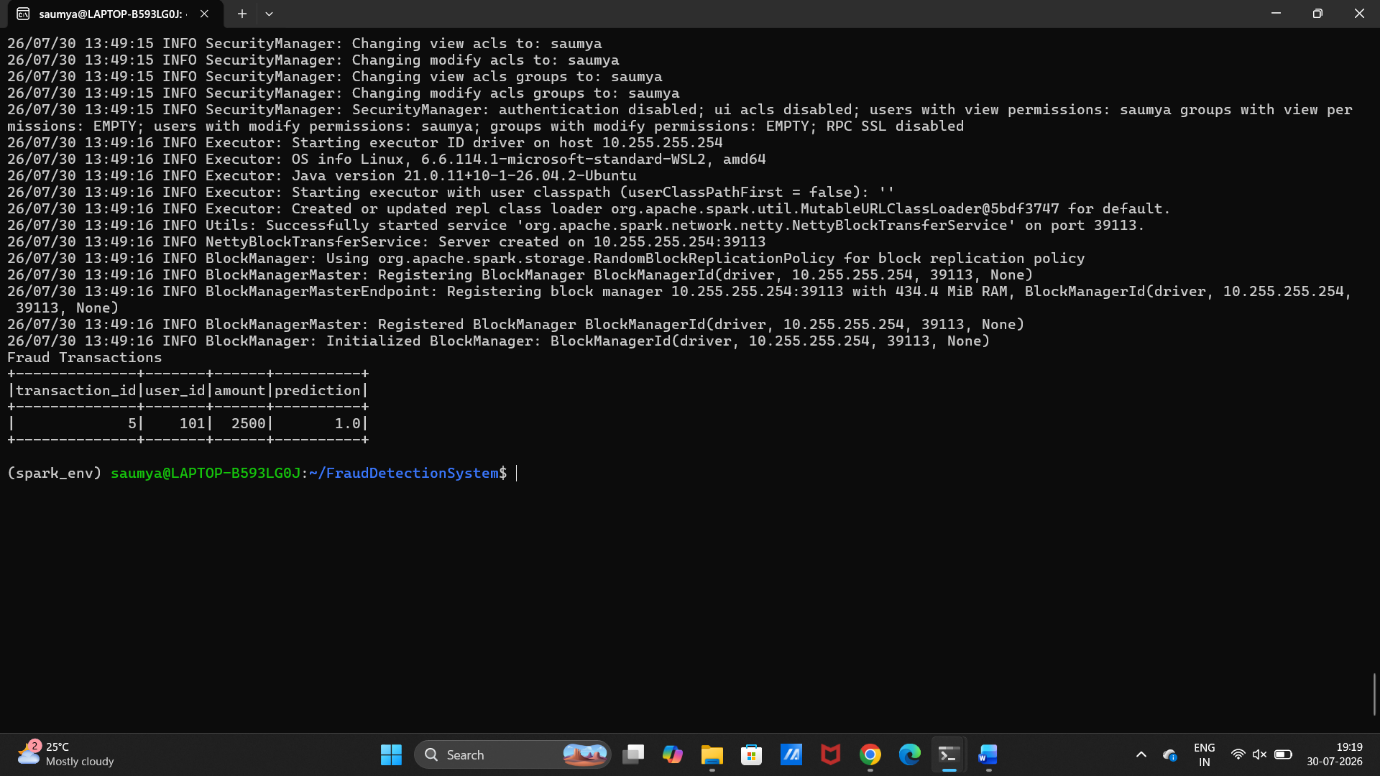 saumya@LAPTOP-B593LG0J: ·
26/07/30 13:49:15 INFO SecurityManager: Changing view acls to: saumya
26/07/30 13:49:15 INFO SecurityManager: Changing modify acls to: saumya
26/07/30 13:49:15 INFO SecurityManager: Changing view acls groups to: saumya
26/07/30 13:49:15 INFO SecurityManager: Changing modify acls groups to: saumya
26/07/30 13:49:15 INFO SecurityManager: SecurityManager: authentication disabled; ui acls disabled; users with view permissions: saumya groups with view per
missions: EMPTY; users with modify permissions: saumya; groups with modify permissions: EMPTY; RPC SSL disabled
26/07/30 13:49:16 INFO Executor: Starting executor ID driver on host 10.255.255.254
26/07/30 13:49:16 INFO Executor: OS info Linux, 6.6.114.1-microsoft-standard-WSL2, amd64
26/07/30 13:49:16 INFO Executor: Java version 21.0.11+10-1-26.04.2-Ubuntu
26/07/30 13:49:16 INFO Executor: Starting executor with user classpath (userClassPathFirst = false): ''
26/07/30 13:49:16 INFO Executor: Created or updated repl class loader org.apache.spark.util.MutableURLClassLoader@5bdf3747 for default.
26/07/30 13:49:16 INFO Utils: Successfully started service 'org.apache.spark.network.netty.NettyBlockTransferService' on port 39113.
26/07/30 13:49:16 INFO NettyBlockTransferService: Server created on 10.255.255.254:39113
26/07/30 13:49:16 INFO BlockManager: Using org.apache.spark.storage.RandomBlockReplicationPolicy for block replication policy
26/07/30 13:49:16 INFO BlockManagerMaster: Registering BlockManager BlockManagerId(driver, 10.255.255.254, 39113, None)
26/07/30 13:49:16 INFO BlockManagerMasterEndpoint: Registering block manager 10.255.255.254:39113 with 434.4 MiB RAM, BlockManagerId(driver, 10.255.255.254,
39113, None)
26/07/30 13:49:16 INFO BlockManagerMaster: Registered BlockManager BlockManagerId(driver, 10.255.255.254, 39113, None)
26/07/30 13:49:16 INFO BlockManager: Initialized BlockManager: BlockManagerId(driver, 10.255.255.254, 39113, None)
Fraud Transactions
+--------------+-------+------+----------+
|transaction_id|user_id|amount|prediction|
+--------------+-------+------+----------+
|             5|    101|  2500|       1.0|
+--------------+-------+------+----------+
(spark_env) saumya@LAPTOP-B593LG0J:~/FraudDetectionSystem$
2
25°C
Mostly cloudy
Search
ENG
IN
19:19
30-07-2026